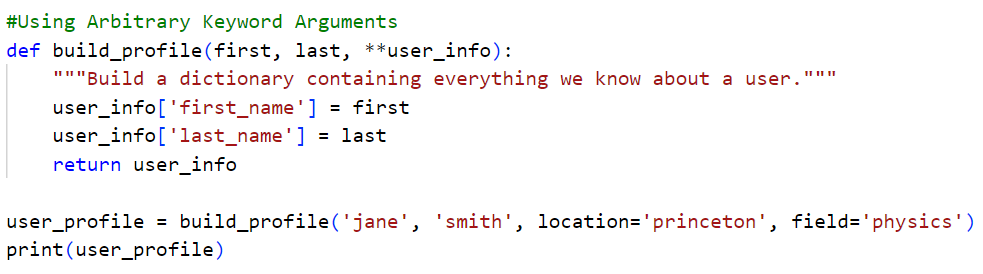 #Using Arbitrary Keyword Arguments
def build_profile(first, last, **user_info):
    """Build a dictionary containing everything we know about a user."""
    user_info['first_name'] = first
    user_info['last_name'] = last
    return user_info

user_profile = build_profile('jane', 'smith', location='princeton', field='physics')
print(user_profile)